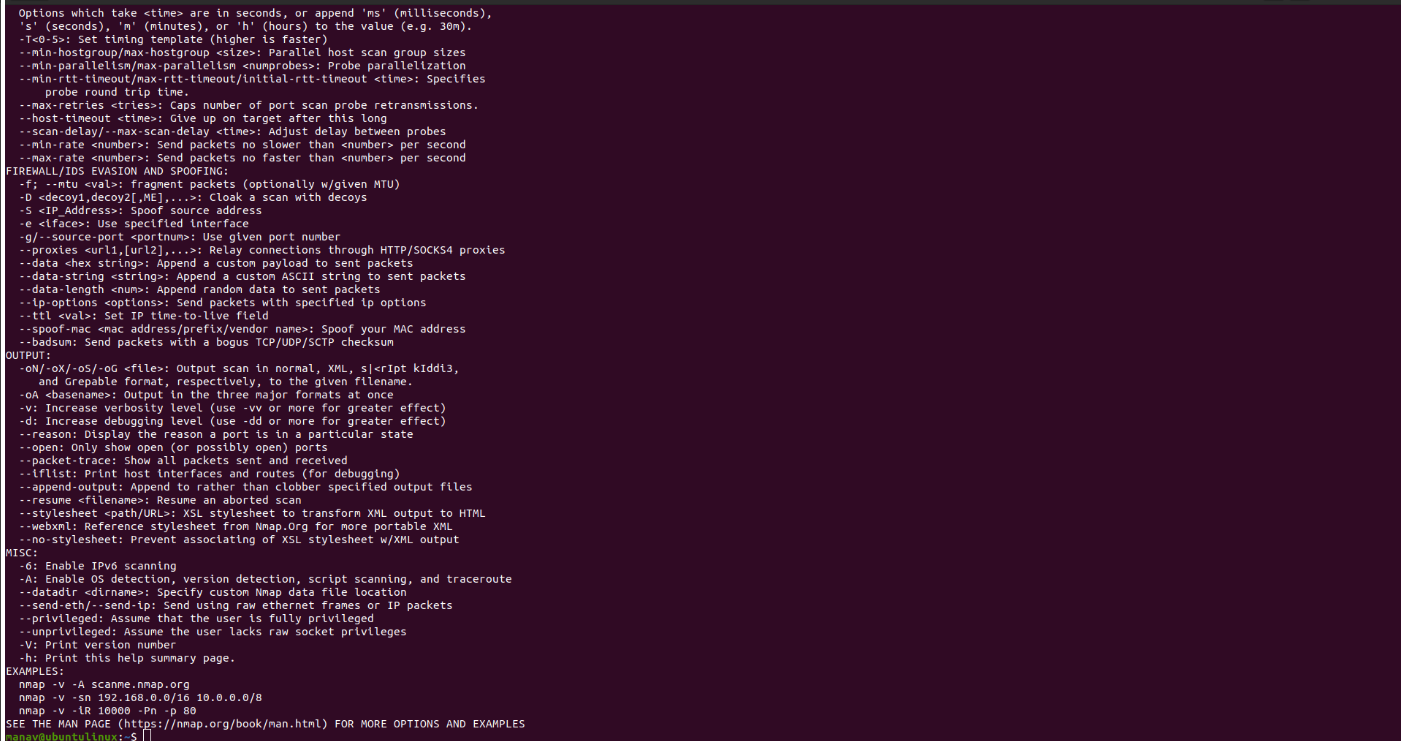 Options which take <time> are in seconds, or append 'ms' (milliseconds),
's' (seconds), 'm' (minutes), or 'h' (hours) to the value (e.g. 30m).
-T<0-5>: Set timing template (higher is faster)
--min-hostgroup/max-hostgroup <size>: Parallel host scan group sizes
--min-parallelism/max-parallelism <numprobes>: Probe parallelization
--min-rtt-timeout/max-rtt-timeout/initial-rtt-timeout <time>: Specifies
probe round trip time.
--max-retries <tries>: Caps number of port scan probe retransmissions.
--host-timeout <time>: Give up on target after this long
--scan-delay/--max-scan-delay <time>: Adjust delay between probes
--min-rate <number>: Send packets no slower than <number> per second
--max-rate <number>: Send packets no faster than <number> per second
FIREWALL/IDS EVASION AND SPOOFING:
-f; --mtu <val>: fragment packets (optionally w/given MTU)
-D <decoy1,decoy2[,ME],...>: Cloak a scan with decoys
-S <IP_Address>: Spoof source address
-e <iface>: Use specified interface
-g/--source-port <portnum>: Use given port number
--proxies <url1,[url2],...>: Relay connections through HTTP/SOCKS4 proxies
--data <hex string>: Append a custom payload to sent packets
--data-string <string>: Append a custom ASCII string to sent packets
--data-length <num>: Append random data to sent packets
--ip-options <options>: Send packets with specified ip options
--ttl <val>: Set IP time-to-live field
--spoof-mac <mac address/prefix/vendor name>: Spoof your MAC address
--badsum: Send packets with a bogus TCP/UDP/SCTP checksum
OUTPUT:
-oN/-oX/-oS/-oG <file>: Output scan in normal, XML, s|<rIpt kIddi3,
and Grepable format, respectively, to the given filename.
-oA <basename>: Output in the three major formats at once
-v: Increase verbosity level (use -vv or more for greater effect)
-d: Increase debugging level (use -dd or more for greater effect)
--reason: Display the reason a port is in a particular state
--open: Only show open (or possibly open) ports
--packet-trace: Show all packets sent and received
--iflist: Print host interfaces and routes (for debugging)
--append-output: Append to rather than clobber specified output files
--resume <filename>: Resume an aborted scan
--stylesheet <path/URL>: XSL stylesheet to transform XML output to HTML
--webxml: Reference stylesheet from Nmap.Org for more portable XML
--no-stylesheet: Prevent associating of XSL stylesheet w/XML output
MISC:
-6: Enable IPv6 scanning
-A: Enable OS detection, version detection, script scanning, and traceroute
--datadir <dirname>: Specify custom Nmap data file location
--send-eth/--send-ip: Send using raw ethernet frames or IP packets
--privileged: Assume that the user is fully privileged
--unprivileged: Assume the user lacks raw socket privileges
-V: Print version number
-h: Print this help summary page.
EXAMPLES:
nmap -v -A scanme.nmap.org
nmap -v -sn 192.168.0.0/16 10.0.0.0/8
nmap -v -iR 10000 -Pn -p 80
SEE THE MAN PAGE (https://nmap.org/book/man.html) FOR MORE OPTIONS AND EXAMPLES
manav@ubuntulinux:~$